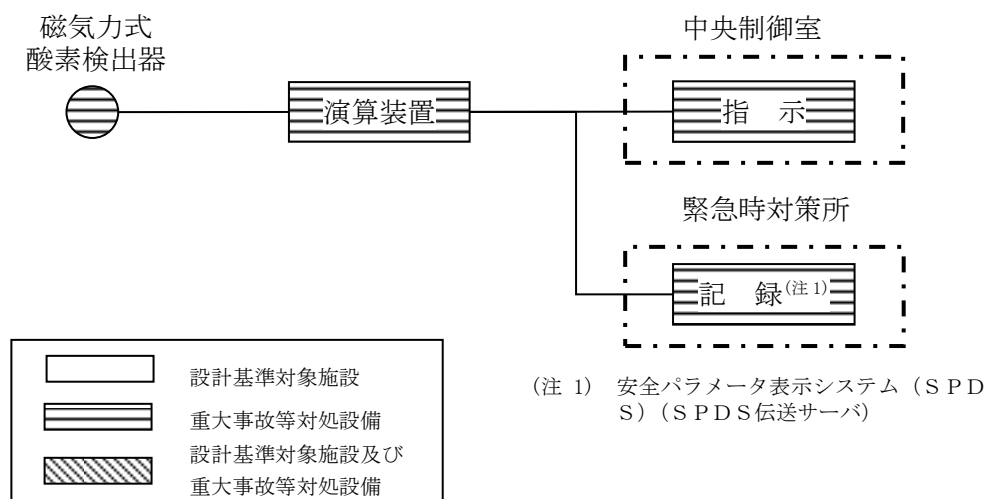 磁気力式
酸素検出器
演算装置
中央制御室
指　示
緊急時対策所
記　録(注1)
設計基準対象施設
重大事故等対処設備
設計基準対象施設及び
重大事故等対処設備
(注 1)　安全パラメータ表示システム（ＳＰＤ
Ｓ）(ＳＰＤＳ伝送サーバ)